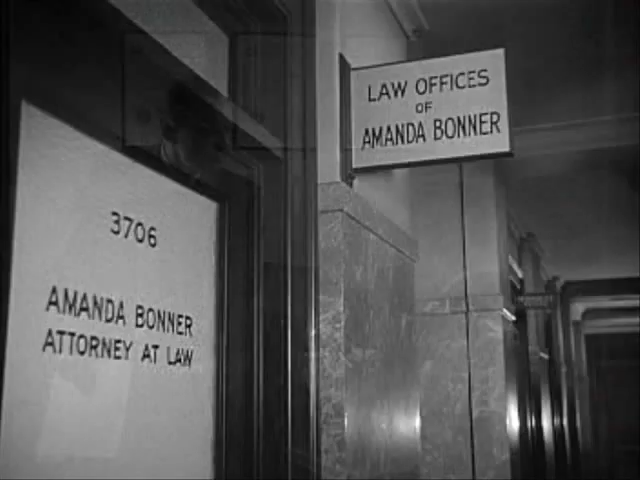 LAW OFFICES
OF
AMANDA BONNER
3706
AMANDA BONNER
ATTORNEY AT LAW